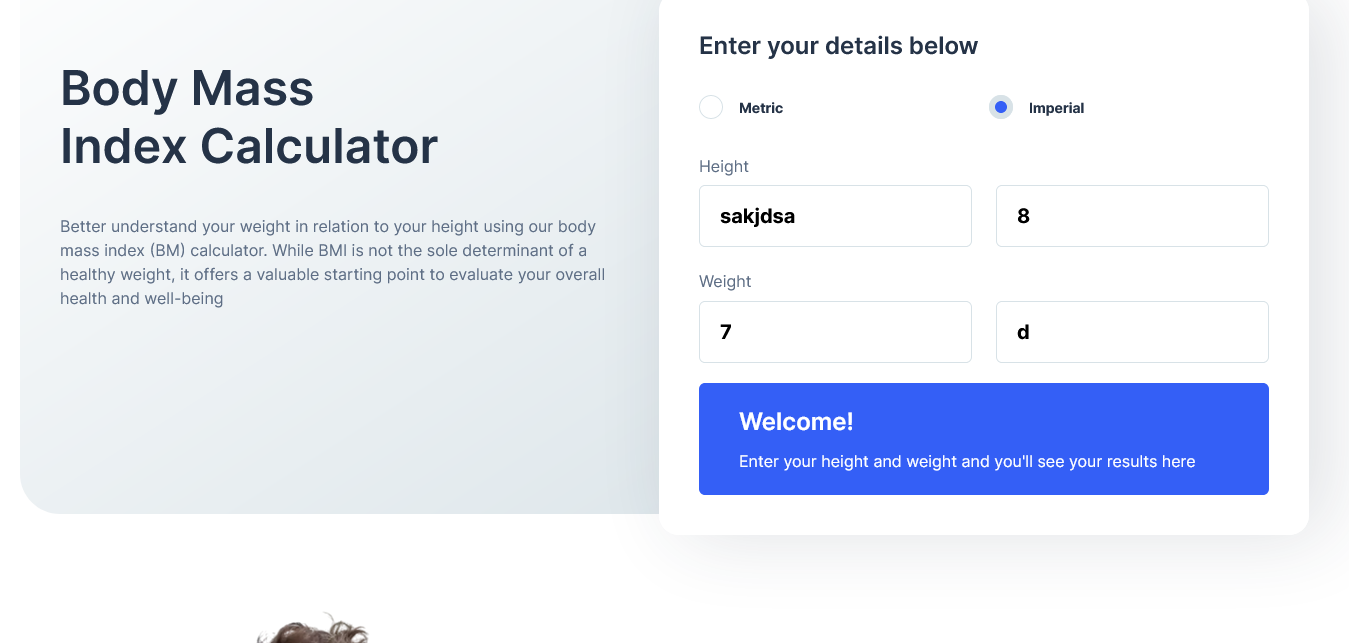 Body Mass
Index Calculator
Better understand your weight in relation to your height using our body
mass index (BM) calculator. While BMI is not the sole determinant of a
healthy weight, it offers a valuable starting point to evaluate your overall
health and well-being
Enter your details below
Metric
Imperial
Height
sakjdsa
8
Weight
7
d
Welcome!
Enter your height and weight and you'll see your results here